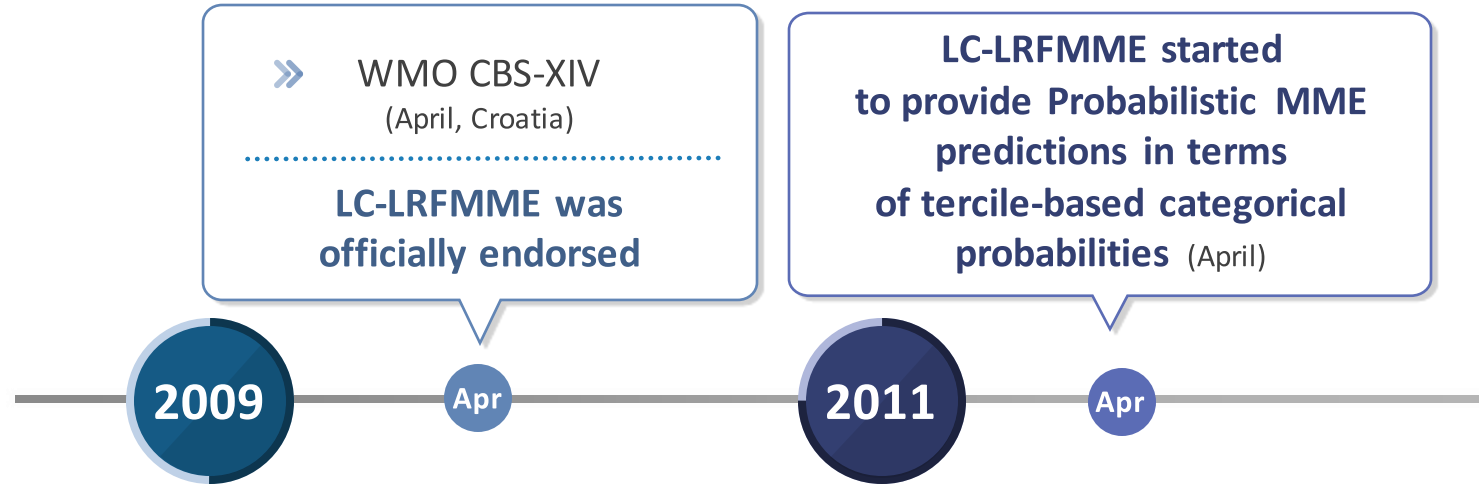 WMO CBS-XIV
(April, Croatia)
LC-LRFMME was
officially endorsed
LC-LRFMME started
to provide Probabilistic MME
predictions in terms
of tercile-based categorical
probabilities (April)
2009
Apr
2011
Apr